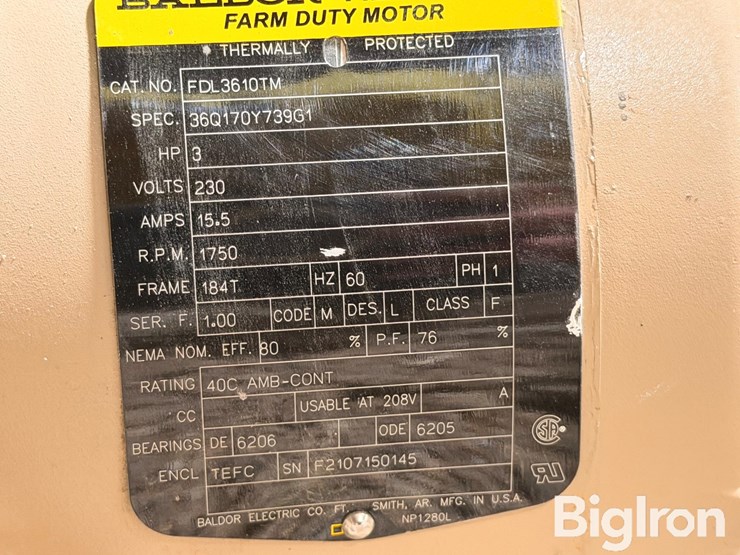 BALDOR
FARM DUTY MOTOR
THERMALLY PROTECTED
CAT. NO. FDL3610TM
SPEC. 36Q170Y739G1
HP 3
VOLTS 230
AMPS 15.5
R.P.M. 1750
FRAME 184T HZ 60 PH 1
SER. F. 1.00 CODE M DES. L CLASS F
NEMA NOM. EFF. 80 % P.F. 76 %
RATING 40C AMB-CONT
CC USABLE AT 208V A
BEARINGS DE 6206 ODE 6205
ENCL TEFC SN F2107150145
BALDOR ELECTRIC CO. FT. SMITH, AR. MFG. IN U.S.A.
NP1280L
BigIron